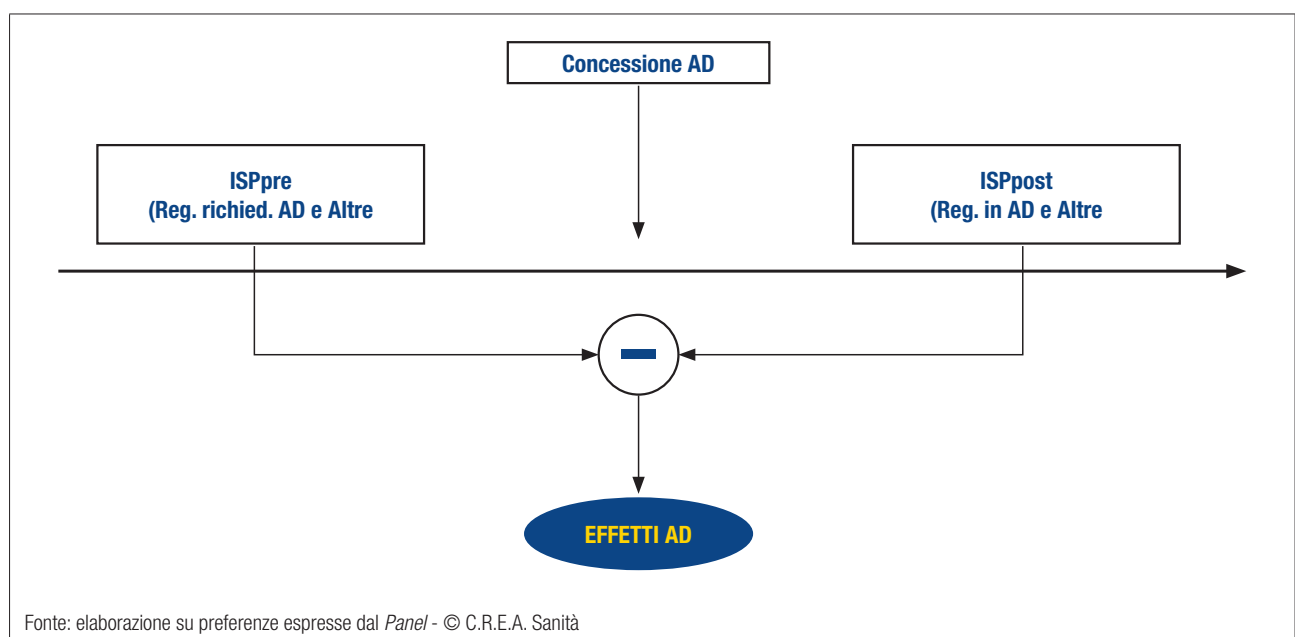 Concessione AD
ISPpre
(Reg. richied. AD e Altre
ISPpost
(Reg. in AD e Altre
EFFETTI AD
Fonte: elaborazione su preferenze espresse dal Panel - © C.R.E.A. Sanità